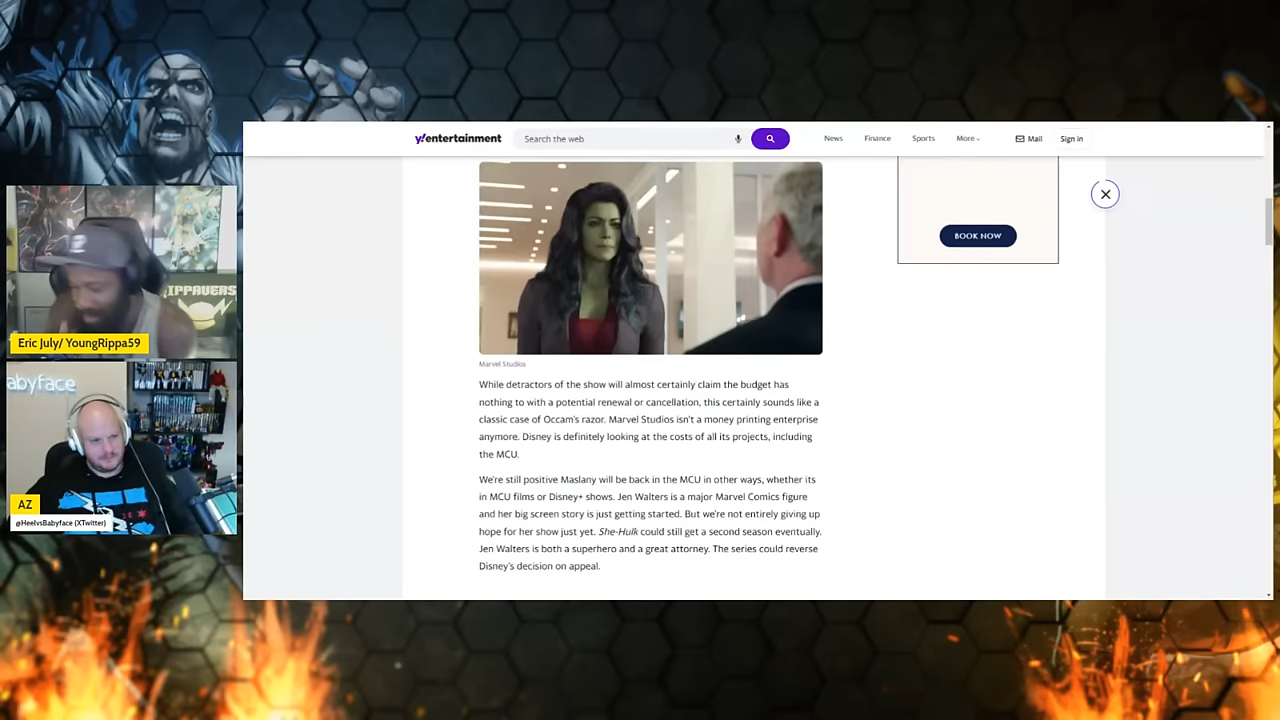 y!entertainment
Search the web
News
Finance
Sports
More
Mail
Sign in
BOOK NOW
Marvel Studios
While detractors of the show will almost certainly claim the budget has
nothing to with a potential renewal or cancellation, this certainly sounds like a
classic case of Occam's razor. Marvel Studios isn't a money printing enterprise
anymore. Disney is definitely looking at the costs of all its projects, including
the MCU.
We're still positive Maslany will be back in the MCU in other ways, whether its
in MCU films or Disney+ shows. Jen Walters is a major Marvel Comics figure
and her big screen story is just getting started. But we're not entirely giving up
hope for her show just yet. She-Hulk could still get a second season eventually.
Jen Walters is both a superhero and a great attorney. The series could reverse
Disney's decision on appeal.
IPPAVERS
Eric July/ YoungRippa59
abyface
AZ
@HeelvsBabyface (XTwitter)